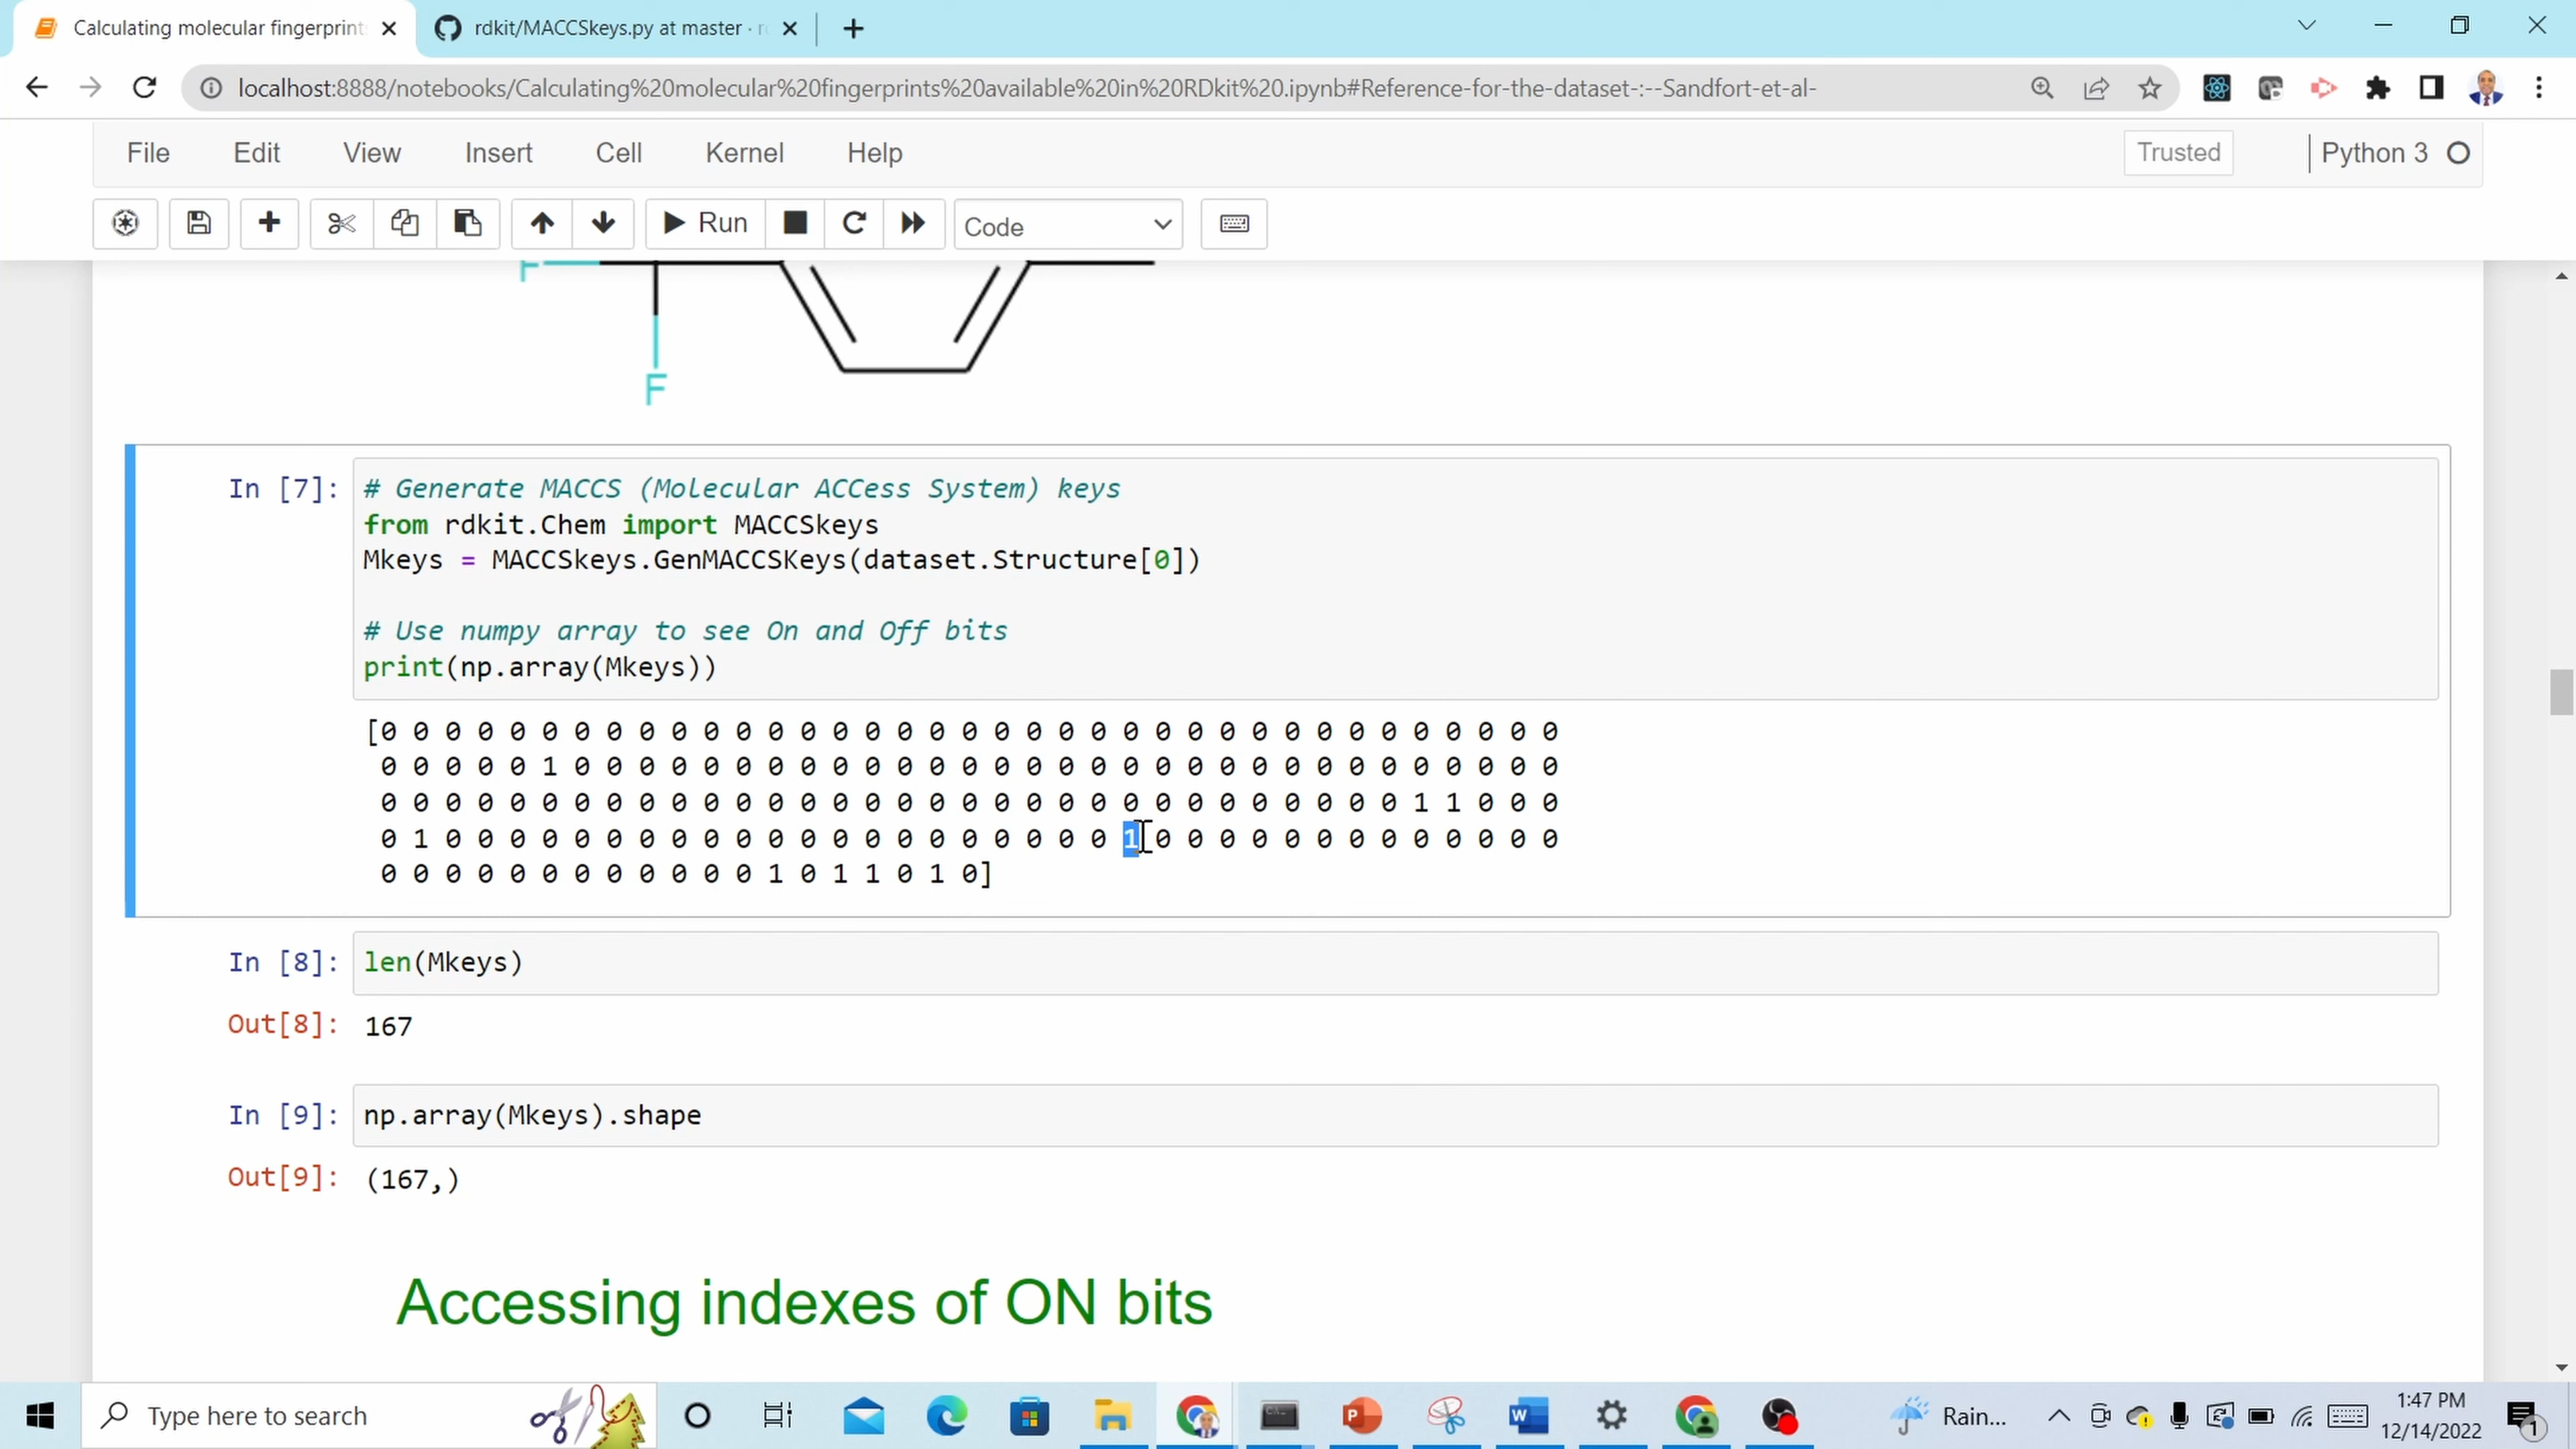 Calculating molecular fingerprint
rdkit/MACCSkeys.py at master · r
localhost:8888/notebooks/Calculating%20molecular%20fingerprints%20available%20in%20RDkit%20.ipynb#Reference-for-the-dataset-:--Sandfort-et-al-
File Edit View Insert Cell Kernel Help Trusted Python 3
Run Code
F
F
In [7]: # Generate MACCS (Molecular ACCess System) keys
from rdkit.Chem import MACCSkeys
Mkeys = MACCSkeys.GenMACCSKeys(dataset.Structure[0])
# Use numpy array to see On and Off bits
print(np.array(Mkeys))
[0 0 0 0 0 0 0 0 0 0 0 0 0 0 0 0 0 0 0 0 0 0 0 0 0 0 0 0 0 0 0 0 0 0 0 0 0
0 0 0 0 0 1 0 0 0 0 0 0 0 0 0 0 0 0 0 0 0 0 0 0 0 0 0 0 0 0 0 0 0 0 0 0 0
0 0 0 0 0 0 0 0 0 0 0 0 0 0 0 0 0 0 0 0 0 0 0 0 0 0 0 0 0 0 0 0 1 1 0 0 0
0 1 0 0 0 0 0 0 0 0 0 0 0 0 0 0 0 0 0 0 0 0 0 1 0 0 0 0 0 0 0 0 0 0 0 0 0
0 0 0 0 0 0 0 0 0 0 0 0 1 0 1 1 0 1 0]
In [8]: len(Mkeys)
Out[8]: 167
In [9]: np.array(Mkeys).shape
Out[9]: (167,)
Accessing indexes of ON bits
Type here to search
Rain...
1:47 PM
12/14/2022
1